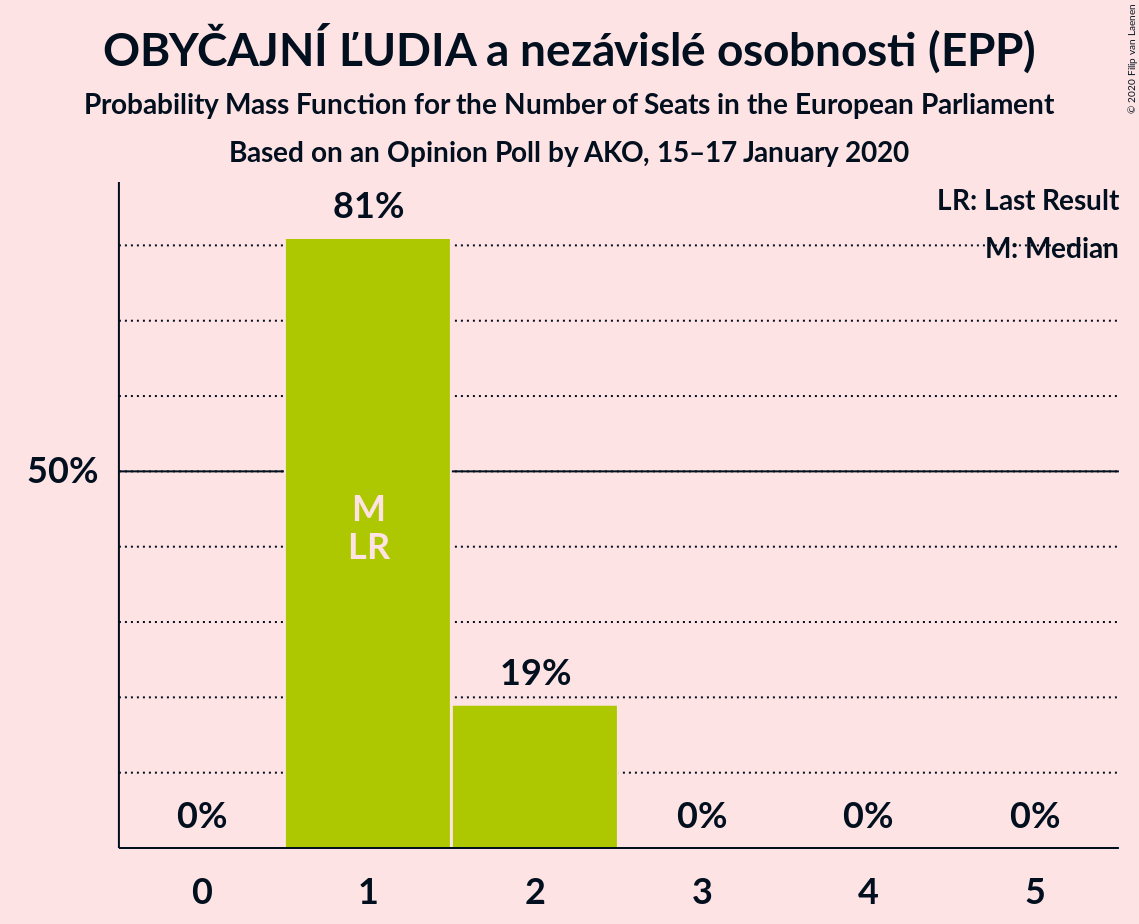 OBYČAJNÍ ĽUDIA a nezávislé osobnosti (EPP)
Probability Mass Function for the Number of Seats in the European Parliament
Based on an Opinion Poll by AKO, 15–17 January 2020
© 2020 Filip van Laenen
LR: Last Result
M: Median
81%
50%
M
LR
19%
0%
0%
0%
0%
0
1
2
3
4
5